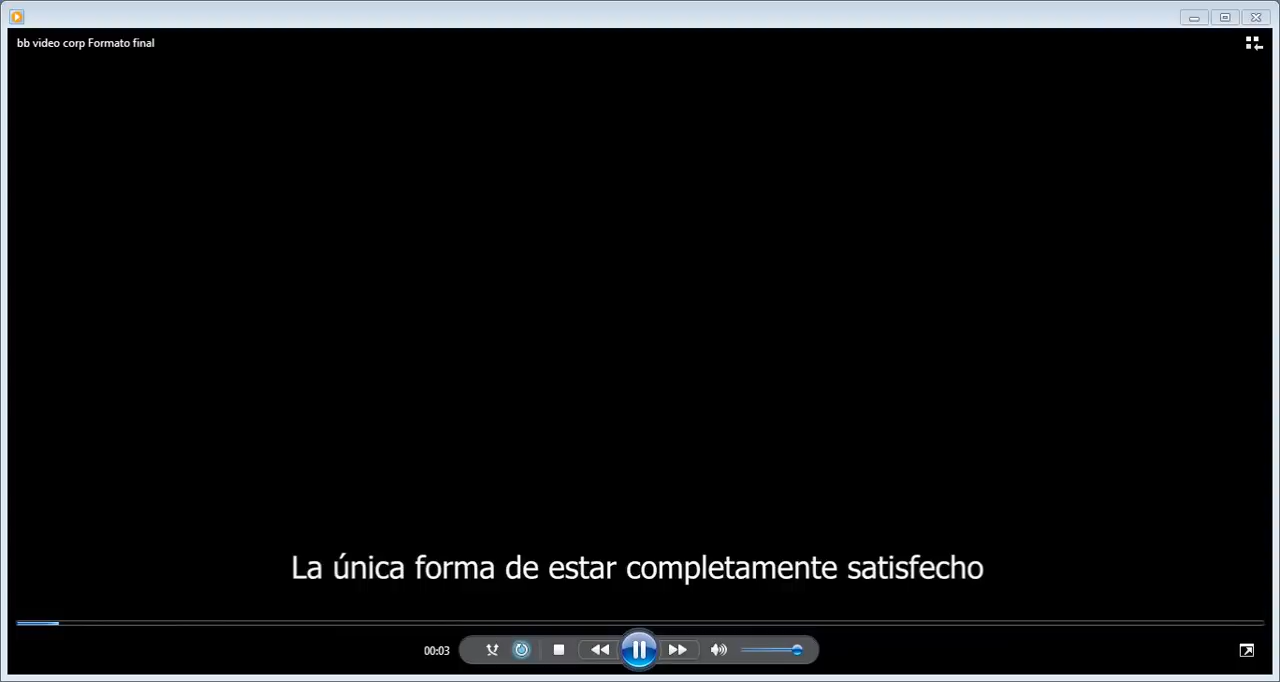 bb video corp Formato final
La única forma de estar completamente satisfecho
00:03